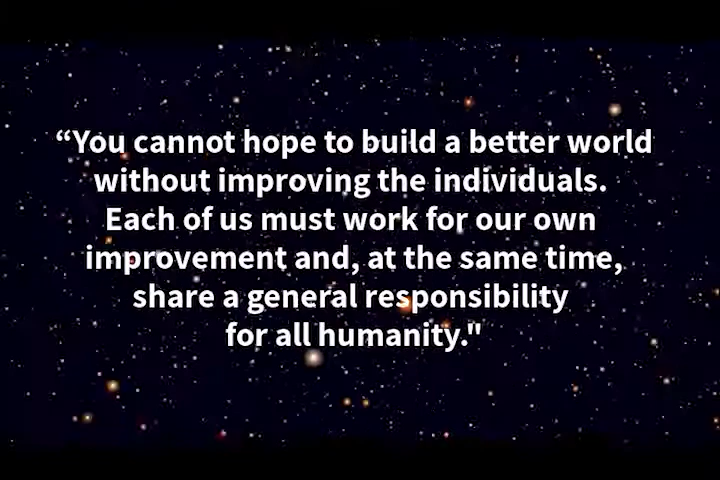 “You cannot hope to build a better world
without improving the individuals.
Each of us must work for our own
improvement and, at the same time,
share a general responsibility
for all humanity."